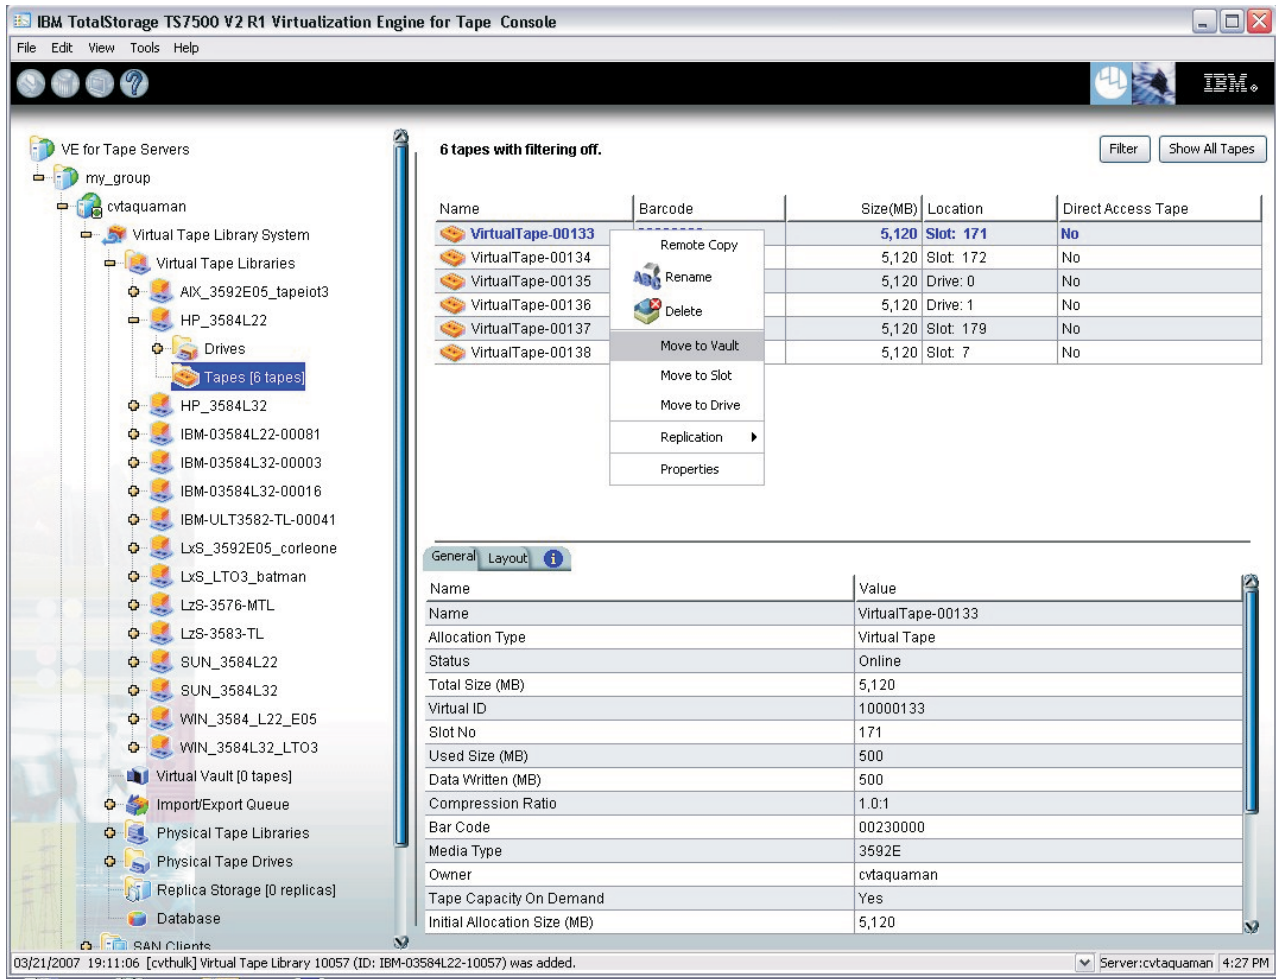 IBM TotalStorage TS7500 V2 R1 Virtualization Engine for Tape Console
File Edit View Tools Help
IBM
VE for Tape Servers
my_group
cvtaquaman
Virtual Tape Library System
Virtual Tape Libraries
AIX_3592E05_tapeiot3
HP_3584L22
Drives
Tapes [6 tapes]
HP_3584L32
IBM-03584L22-00081
IBM-03584L32-00003
IBM-03584L32-00016
IBM-ULT3582-TL-00041
LxS_3592E05_corleone
LxS_LTO3_batman
LzS-3576-MTL
LzS-3583-TL
SUN_3584L22
SUN_3584L32
WIN_3584_L22_E05
WIN_3584L32_LTO3
Virtual Vault [0 tapes]
Import/Export Queue
Physical Tape Libraries
Physical Tape Drives
Replica Storage [0 replicas]
Database
SAN Clients
6 tapes with filtering off.
Filter Show All Tapes
Name Barcode Size(MB) Location Direct Access Tape
VirtualTape-00133 5,120 Slot: 171 No
VirtualTape-00134 5,120 Slot: 172 No
VirtualTape-00135 5,120 Drive: 0 No
VirtualTape-00136 5,120 Drive: 1 No
VirtualTape-00137 5,120 Slot: 179 No
VirtualTape-00138 5,120 Slot: 7 No
Remote Copy
Rename
Delete
Move to Vault
Move to Slot
Move to Drive
Replication
Properties
General Layout
Name Value
Name VirtualTape-00133
Allocation Type Virtual Tape
Status Online
Total Size (MB) 5,120
Virtual ID 10000133
Slot No 171
Used Size (MB) 500
Data Written (MB) 500
Compression Ratio 1.0:1
Bar Code 00230000
Media Type 3592E
Owner cvtaquaman
Tape Capacity On Demand Yes
Initial Allocation Size (MB) 5,120
03/21/2007 19:11:06 [cvthulk] Virtual Tape Library 10057 (ID: IBM-03584L22-10057) was added. Server:cvtaquaman 4:27 PM